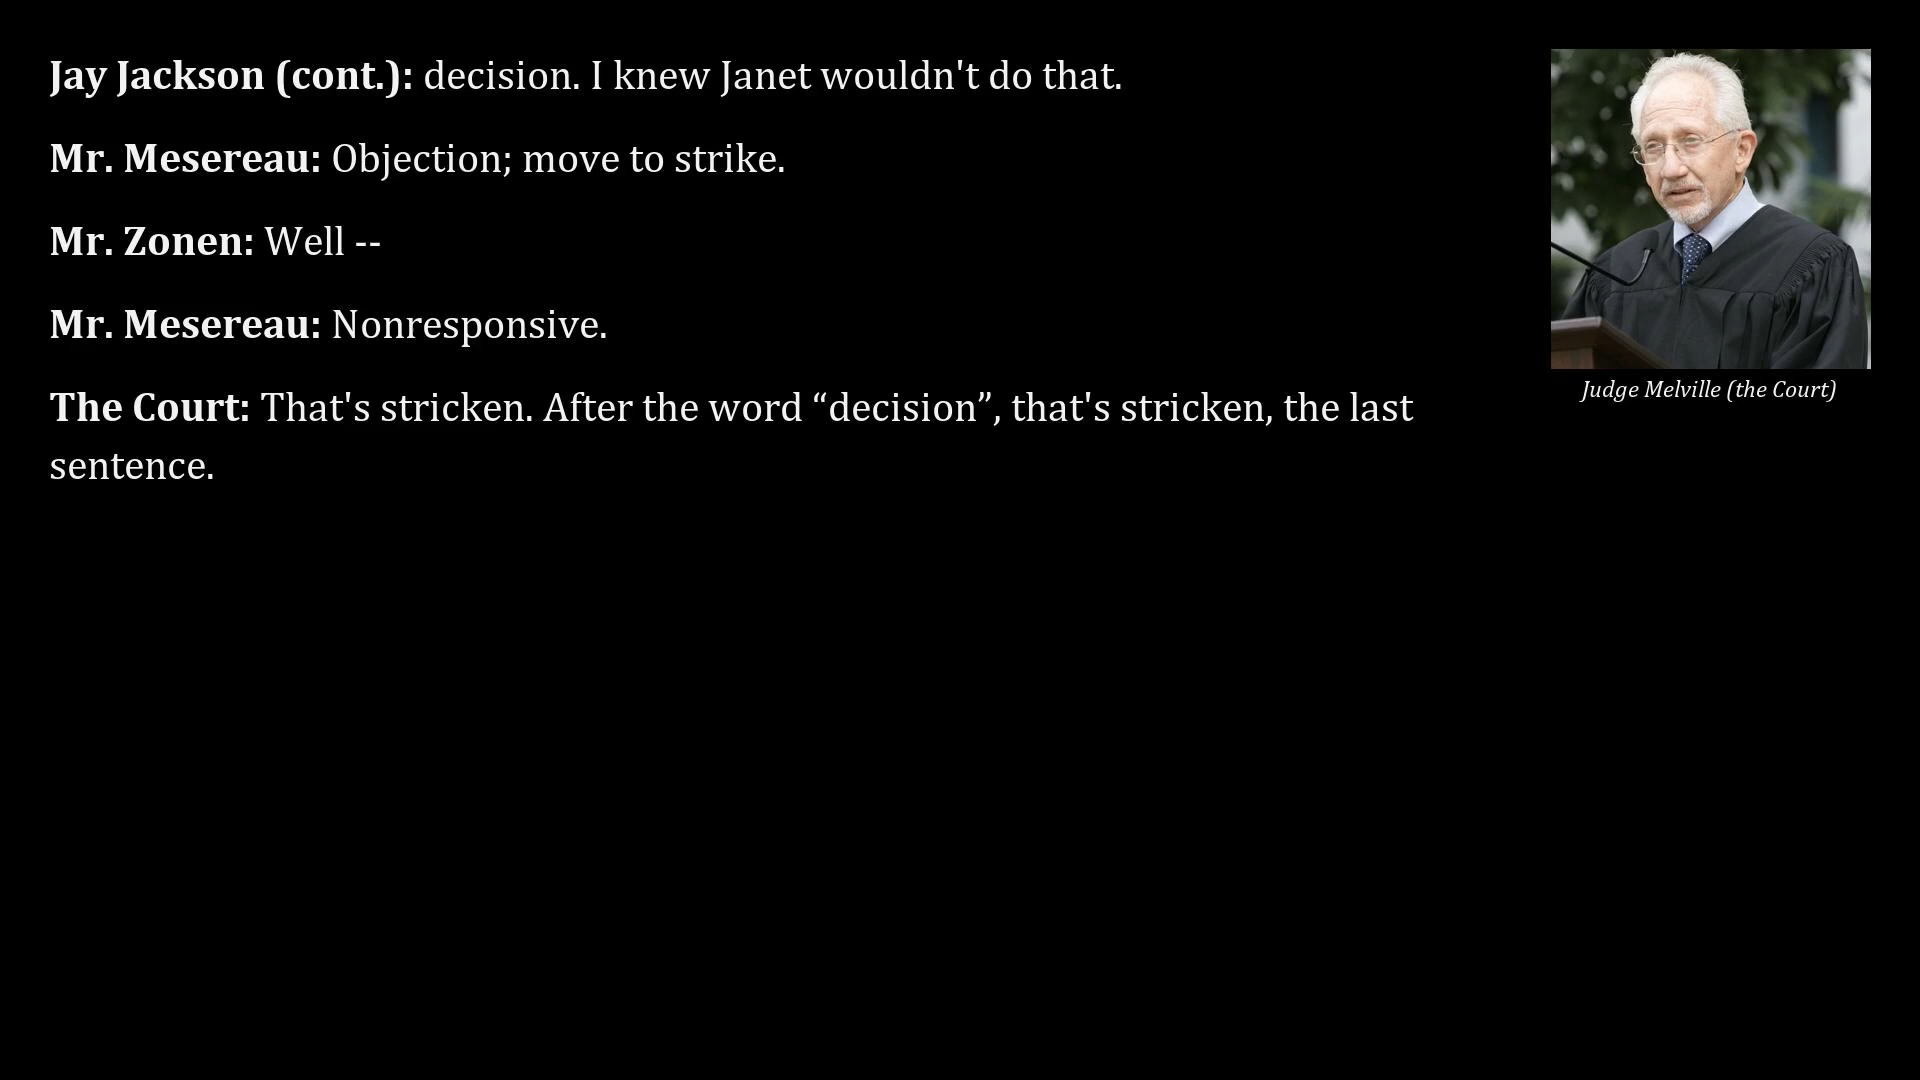 Jay Jackson (cont.): decision. I knew Janet wouldn't do that.
Mr. Mesereau: Objection; move to strike.
Mr. Zonen: Well --
Mr. Mesereau: Nonresponsive.
The Court: That's stricken. After the word “decision”, that's stricken, the last
sentence.
Judge Melville (the Court)